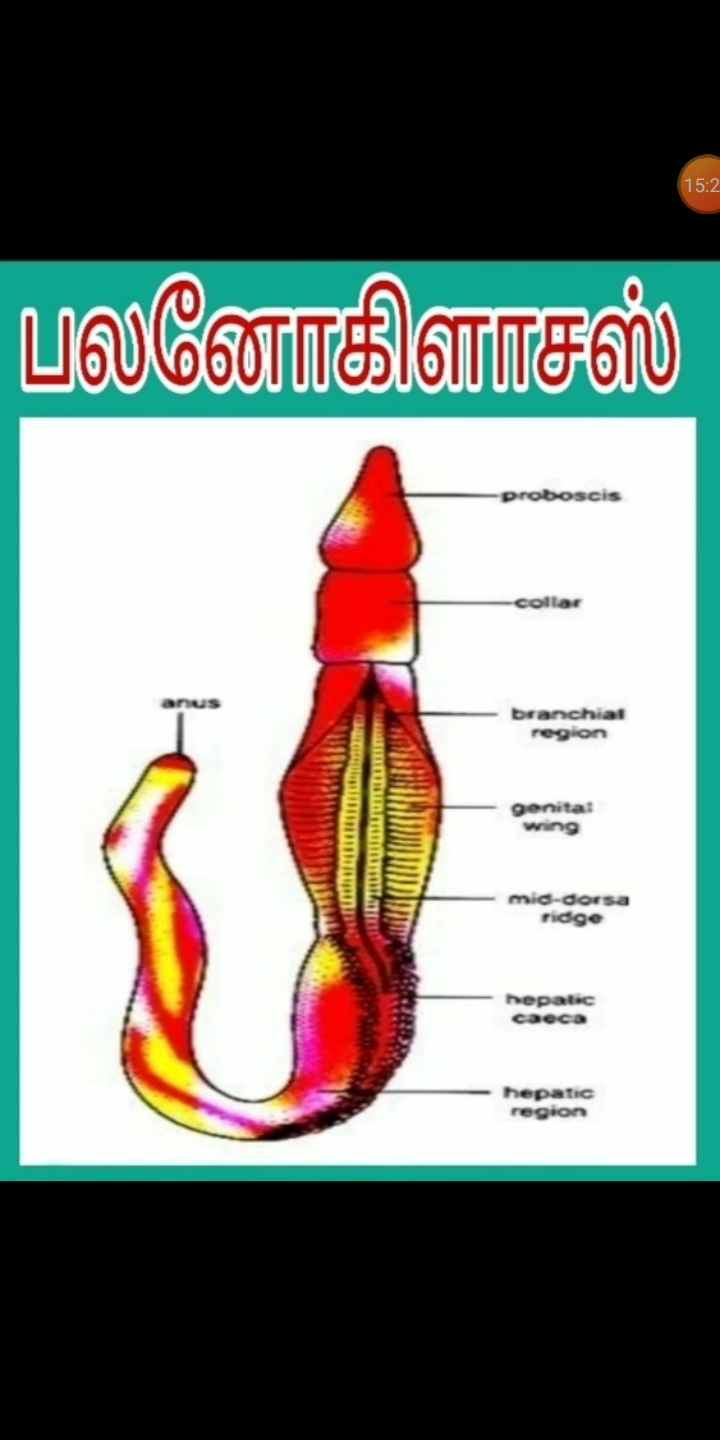 15:2
பலனோகிளாசஸ்
proboscis
collar
anus
branchial
region
genital
wing
mid-dorsa
ridge
hepatic
caeca
hepatic
region